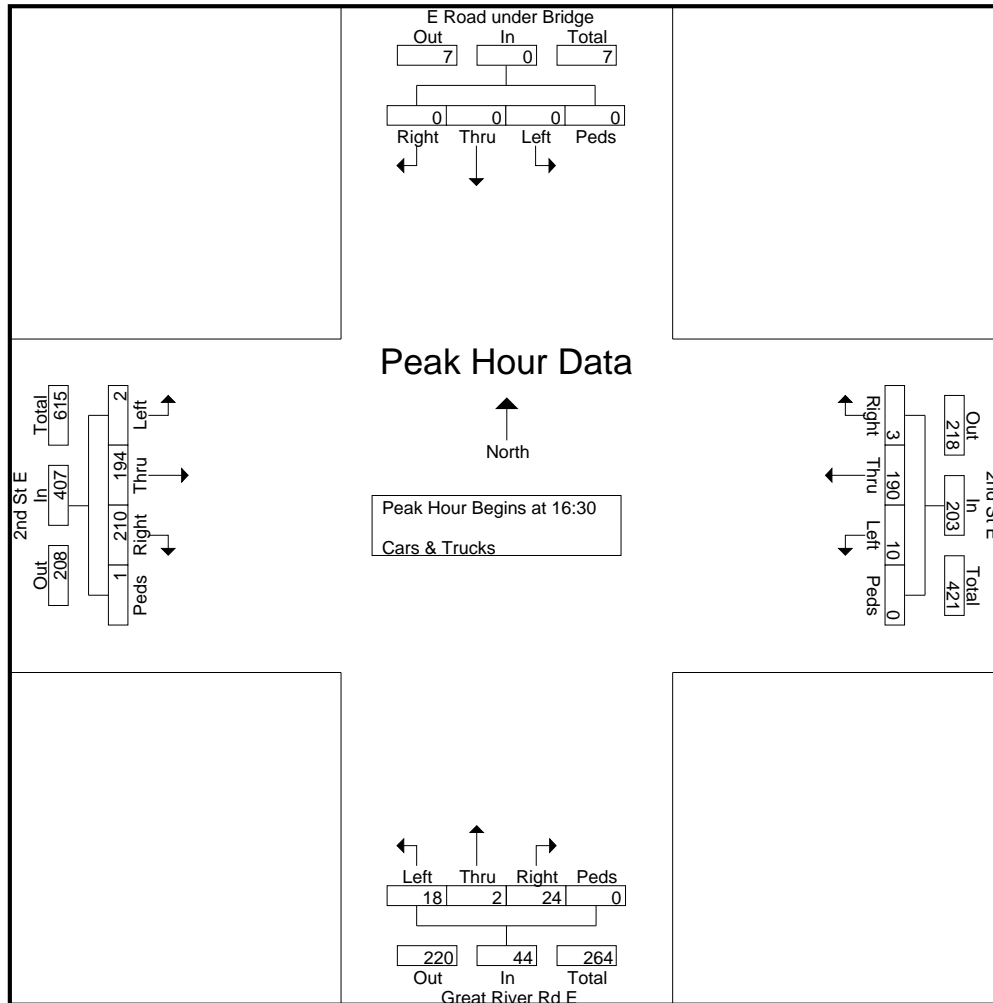 E Road under Bridge
Out In Total
7 0 7
0 0 0 0
Right Thru Left Peds
Peak Hour Data
North
Peak Hour Begins at 16:30
Cars & Trucks
2nd St E
Total In Out
615 407 208
2 194 210 1
Left Thru Right Peds
Right Thru Left Peds
3 190 10 0
Out In Total
218 203 421
2nd St E
Left Thru Right Peds
18 2 24 0
220 44 264
Out In Total
Great River Rd E